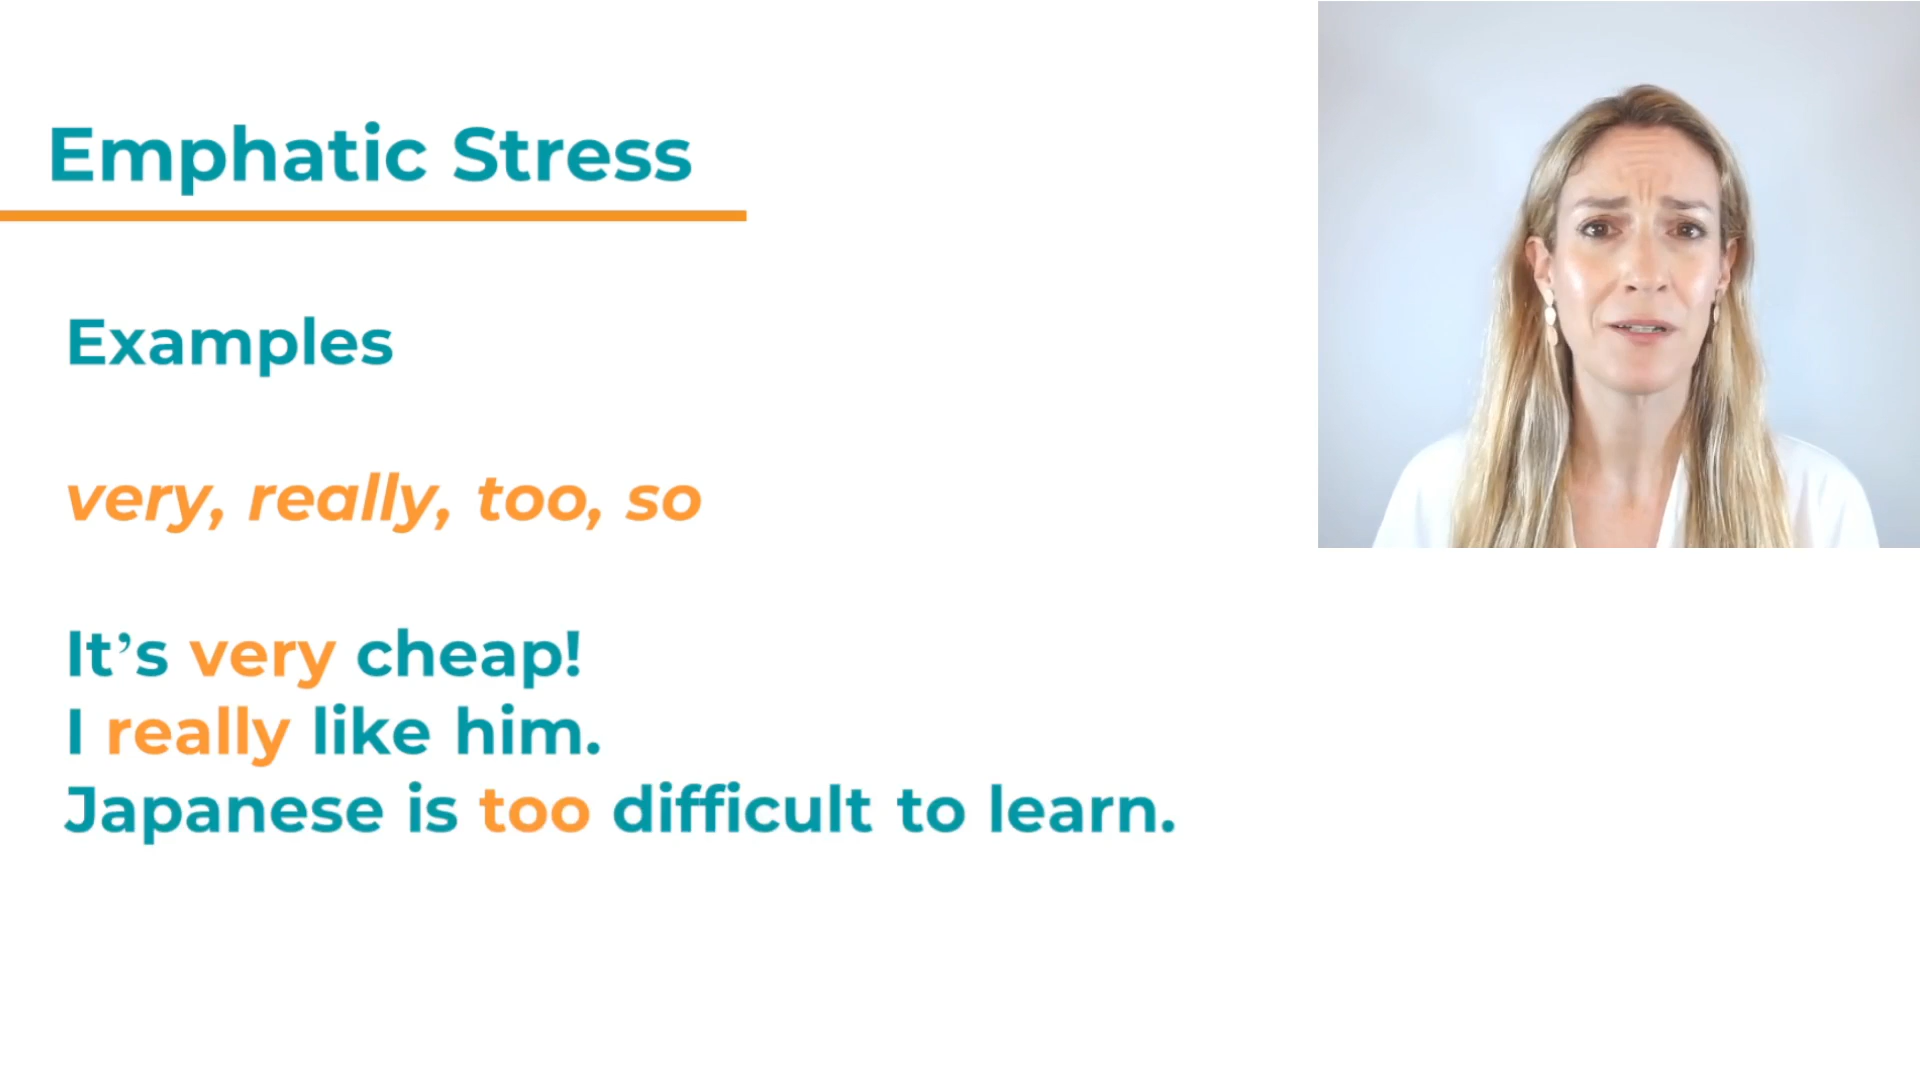 Emphatic Stress
Examples
very, really, too, so
It’s very cheap!
I really like him.
Japanese is too difficult to learn.